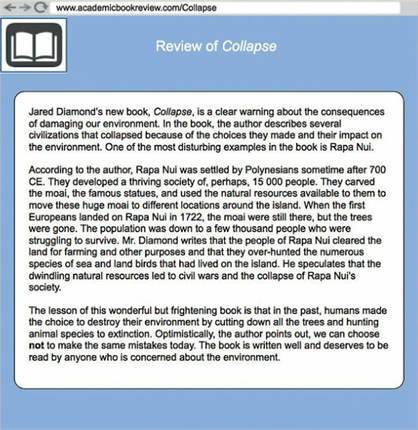 www.academicbookreview.com/Collapse
Review of Collapse
Jared Diamond's new book, Collapse, is a clear warning about the consequences
of damaging our environment. In the book, the author describes several
civilizations that collapsed because of the choices they made and their impact on
the environment. One of the most disturbing examples in the book is Rapa Nui.
According to the author, Rapa Nui was settled by Polynesians sometime after 700
CE. They developed a thriving society of, perhaps, 15 000 people. They carved
the moai, the famous statues, and used the natural resources available to them to
move these huge moai to different locations around the island. When the first
Europeans landed on Rapa Nui in 1722, the moai were still there, but the trees
were gone. The population was down to a few thousand people who were
struggling to survive. Mr. Diamond writes that the people of Rapa Nui cleared the
land for farming and other purposes and that they over-hunted the numerous
species of sea and land birds that had lived on the island. He speculates that the
dwindling natural resources led to civil wars and the collapse of Rapa Nui's
society.
The lesson of this wonderful but frightening book is that in the past, humans made
the choice to destroy their environment by cutting down all the trees and hunting
animal species to extinction. Optimistically, the author points out, we can choose
not to make the same mistakes today. The book is written well and deserves to be
read by anyone who is concerned about the environment.